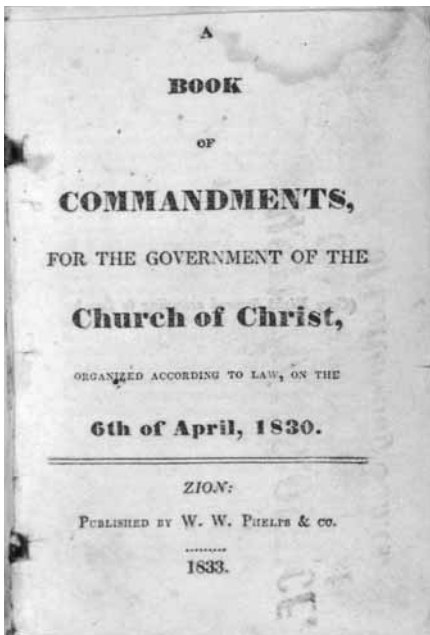 A
BOOK
OF
COMMANDMENTS,
FOR THE GOVERNMENT OF THE
Church of Christ,
ORGANIZED ACCORDING TO LAW, ON THE
6th of April, 1830.
ZION:
PUBLISHED BY W. W. PHELPS & CO.
..........
1833.